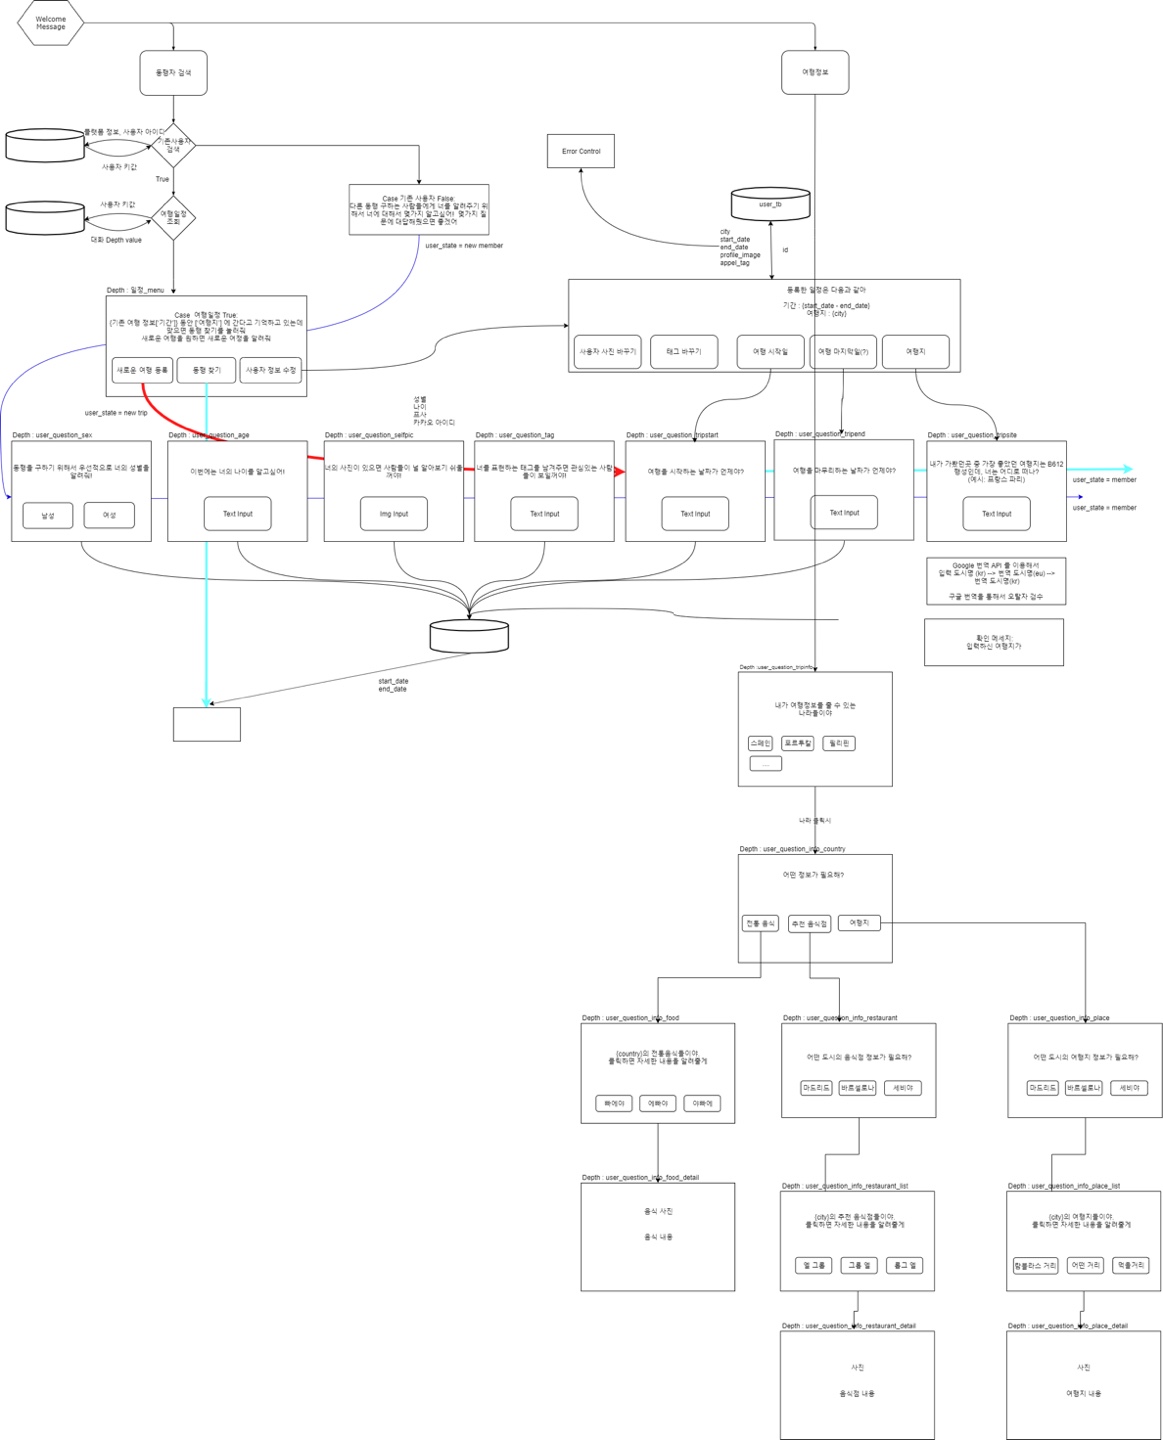 Welcome
Message
동행자 검색
여행정보
플랫폼 정보, 사용자 아이디
기존사용자
검색
사용자 키값
True
사용자 키값
여행일정
조회
대화 Depth value
Case 기존 사용자 False:
다른 동행 구하는 사람들에게 너를 알려주기 위
해서 너에 대해서 몇가지 알고싶어! 몇가지 질
문에 대답해줬으면 좋겠어
user_state = new member
Error Control
user_tb
city
start_date
end_date
profile_image
appel_tag
id
Depth : 일정_menu
Case 여행일정 True:
{기존 여행 정보['기간']} 동안 ['여행지'] 에 간다고 기억하고 있는데
맞으면 동행 찾기를 눌러줘
새로운 여행을 원하면 새로운 여정을 알려줘
새로운 여행 등록
동행 찾기
사용자 정보 수정
등록한 일정은 다음과 같아
기간 : {start_date - end_date}
여행지 : {city}
사용자 사진 바꾸기
태그 바꾸기
여행 시작일
여행 마지막일(?)
여행지
user_state = new trip
성별
나이
묘사
카카오 아이디
Depth : user_question_sex
동행을 구하기 위해서 우선적으로 너의 성별을
알려줘!
남성
여성
Depth : user_question_age
이번에는 너의 나이를 알고싶어!
Text Input
Depth : user_question_selfpic
너의 사진이 있으면 사람들이 널 알아보기 쉬울
꺼야!
Img Input
Depth : user_question_tag
너를 표현하는 태그를 남겨주면 관심있는 사람
들이 보일꺼야!
Text Input
Depth : user_question_tripstart
여행을 시작하는 날짜가 언제야?
Text Input
Depth : user_question_tripend
여행을 마무리하는 날짜가 언제야?
Text Input
Depth : user_question_tripsite
내가 가봤던곳 중 가장 좋았던 여행지는 B612
행성인데, 너는 어디로 떠나?
(예시: 프랑스 파리)
Text Input
user_state = member
user_state = member
Google 번역 API 를 이용해서
입력 도시명 (kr) --> 번역 도시명(eu) -->
번역 도시명(kr)
구글 번역을 통해서 오탈자 검수
확인 메세지:
입력하신 여행지가
start_date
end_date
Depth :user_question_tripinfo
내가 여행정보를 줄 수 있는
나라들이야
스페인
포르투칼
필리핀
....
나라 클릭시
Depth : user_question_info_country
어떤 정보가 필요해?
전통 음식
추천 음식점
여행지
Depth : user_question_info_food
{country}의 전통음식들이야.
클릭하면 자세한 내용을 알려줄게
빠에야
에빠야
야빠에
Depth : user_question_info_restaurant
어떤 도시의 음식점 정보가 필요해?
마드리드
바르셀로나
세비야
Depth : user_question_info_place
어떤 도시의 여행지 정보가 필요해?
마드리드
바르셀로나
세비야
Depth : user_question_info_food_detail
음식 사진
음식 내용
Depth : user_question_info_restaurant_list
{city}의 추천 음식점들이야.
클릭하면 자세한 내용을 알려줄게
엘 그롭
그롭 엘
롭그 엘
Depth : user_question_info_place_list
{city}의 여행지들이야.
클릭하면 자세한 내용을 알려줄게
람블라스 거리
어떤 거리
먹을거리
Depth : user_question_info_restaurant_detail
사진
음식점 내용
Depth : user_question_info_place_detail
사진
여행지 내용